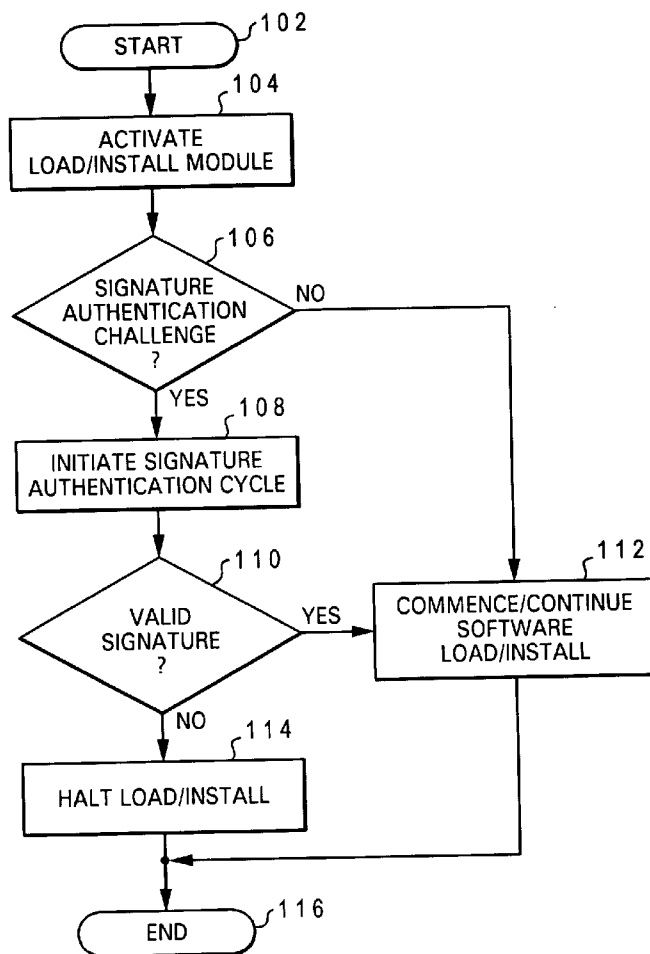 102
START
104
ACTIVATE
LOAD/INSTALL MODULE
106
SIGNATURE
AUTHENTICATION
CHALLENGE
?
NO
YES
108
INITIATE SIGNATURE
AUTHENTICATION CYCLE
110
VALID
SIGNATURE
?
YES
112
COMMENCE/CONTINUE
SOFTWARE
LOAD/INSTALL
NO
114
HALT LOAD/INSTALL
116
END